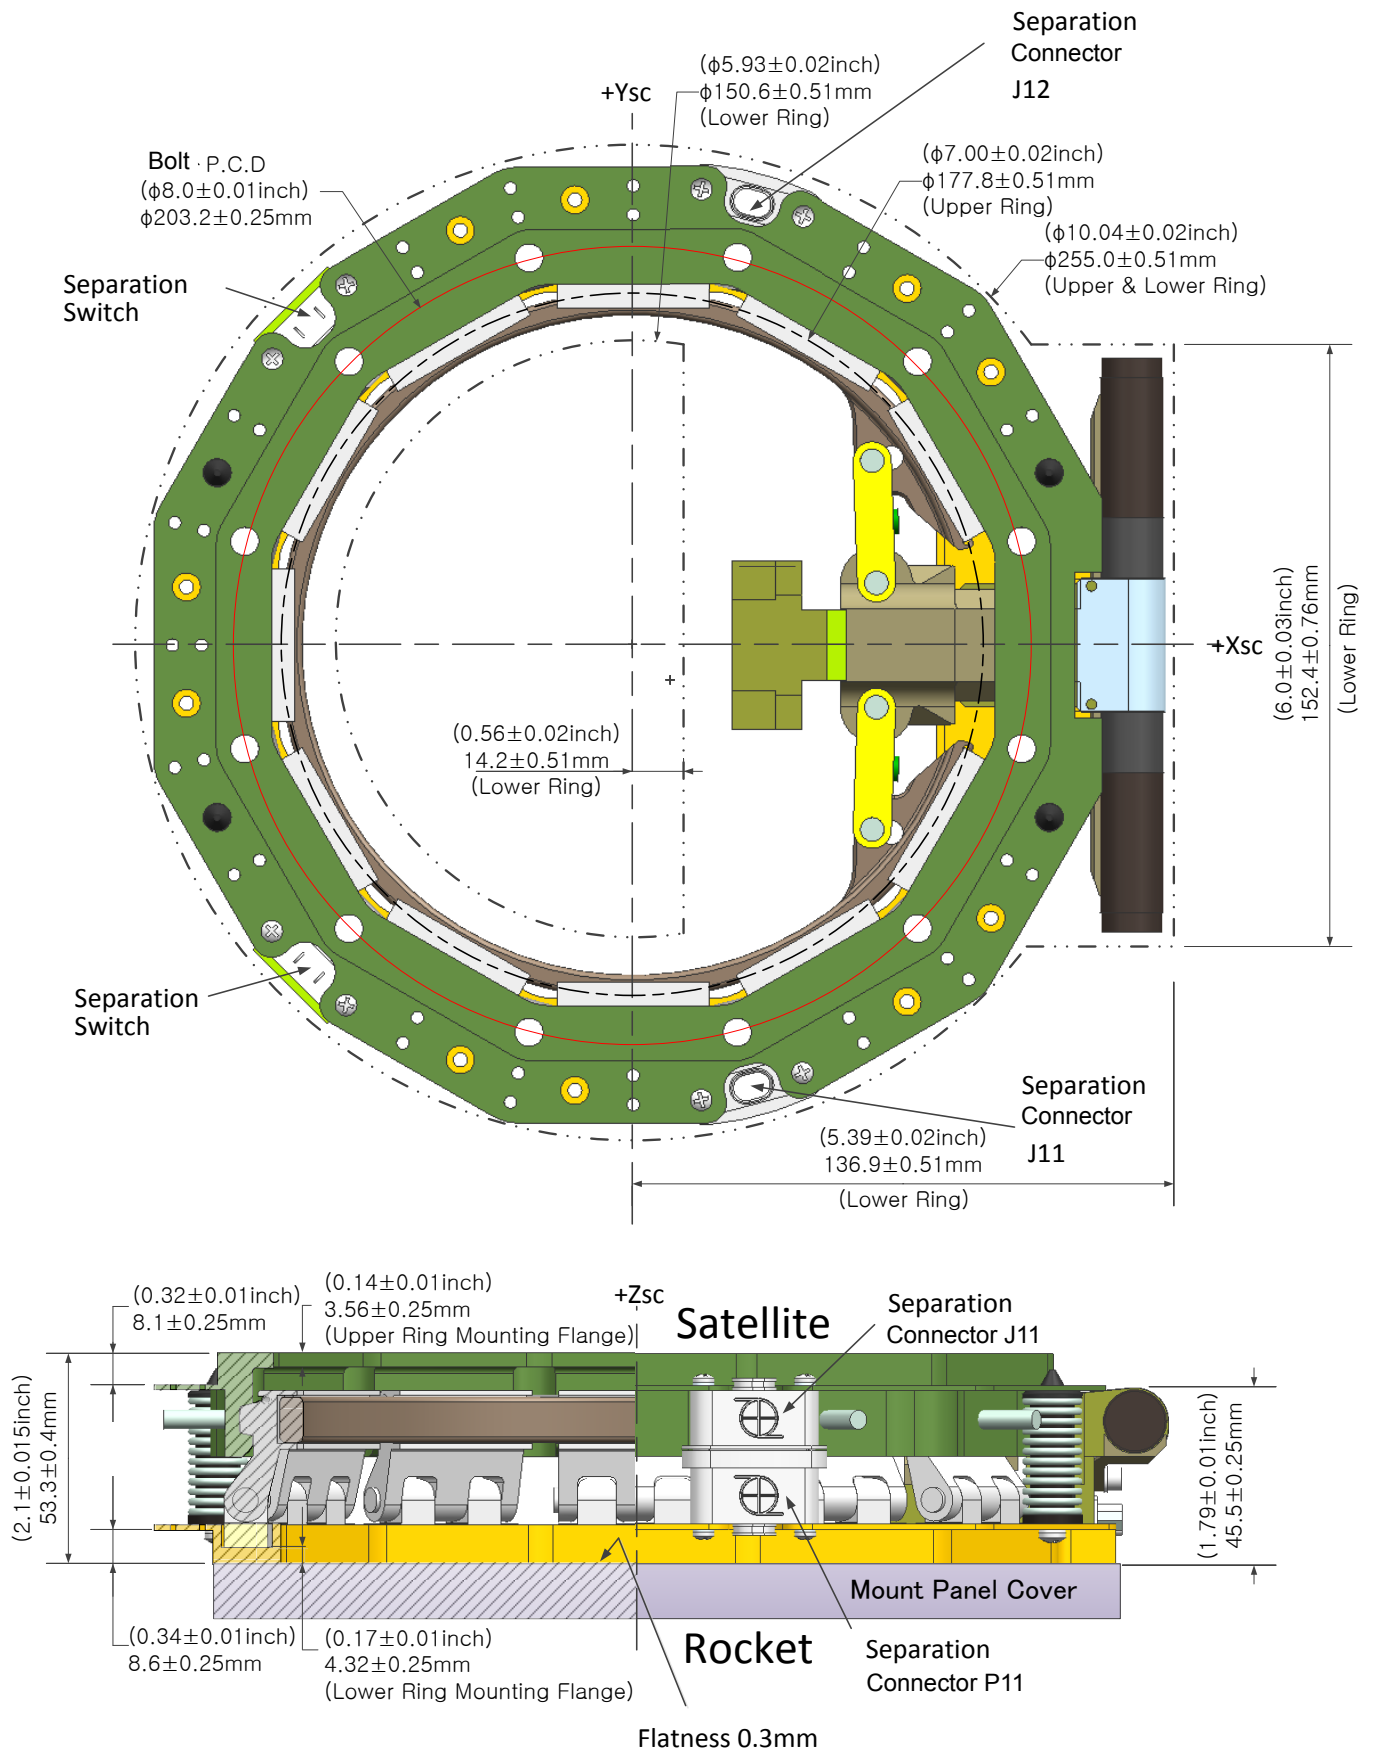 Separation
Connector
J12
(ϕ5.93±0.02inch)
ϕ150.6±0.51mm
(Lower Ring)
+Ysc
Bolt · P.C.D
(ϕ8.0±0.01inch)
ϕ203.2±0.25mm
(ϕ7.00±0.02inch)
ϕ177.8±0.51mm
(Upper Ring)
(ϕ10.04±0.02inch)
ϕ255.0±0.51mm
(Upper & Lower Ring)
Separation
Switch
+Xsc
(6.0±0.03inch)
152.4±0.76mm
(Lower Ring)
(0.56±0.02inch)
14.2±0.51mm
(Lower Ring)
Separation
Switch
Separation
Connector
J11
(5.39±0.02inch)
136.9±0.51mm
(Lower Ring)
(0.32±0.01inch)
8.1±0.25mm
(0.14±0.01inch)
3.56±0.25mm
(Upper Ring Mounting Flange)
+Zsc
Satellite
Separation
Connector J11
(2.1±0.015inch)
53.3±0.4mm
(1.79±0.01inch)
45.5±0.25mm
Mount Panel Cover
(0.34±0.01inch)
8.6±0.25mm
(0.17±0.01inch)
4.32±0.25mm
(Lower Ring Mounting Flange)
Rocket
Separation
Connector P11
Flatness 0.3mm